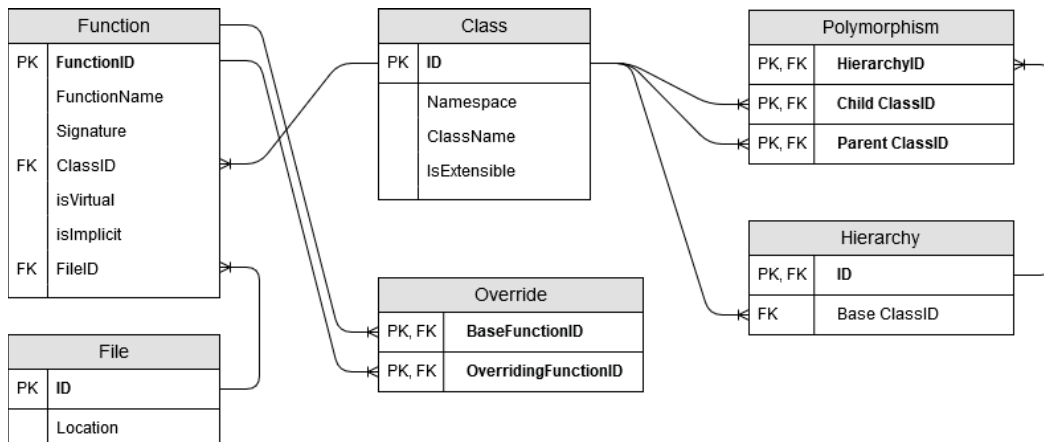 Function
PK FunctionID
FunctionName
Signature
FK ClassID
isVirtual
isImplicit
FK FileID
File
PK ID
Location
Class
PK ID
Namespace
ClassName
IsExtensible
Override
PK, FK BaseFunctionID
PK, FK OverridingFunctionID
Polymorphism
PK, FK HierarchyID
PK, FK Child ClassID
PK, FK Parent ClassID
Hierarchy
PK, FK ID
FK Base ClassID